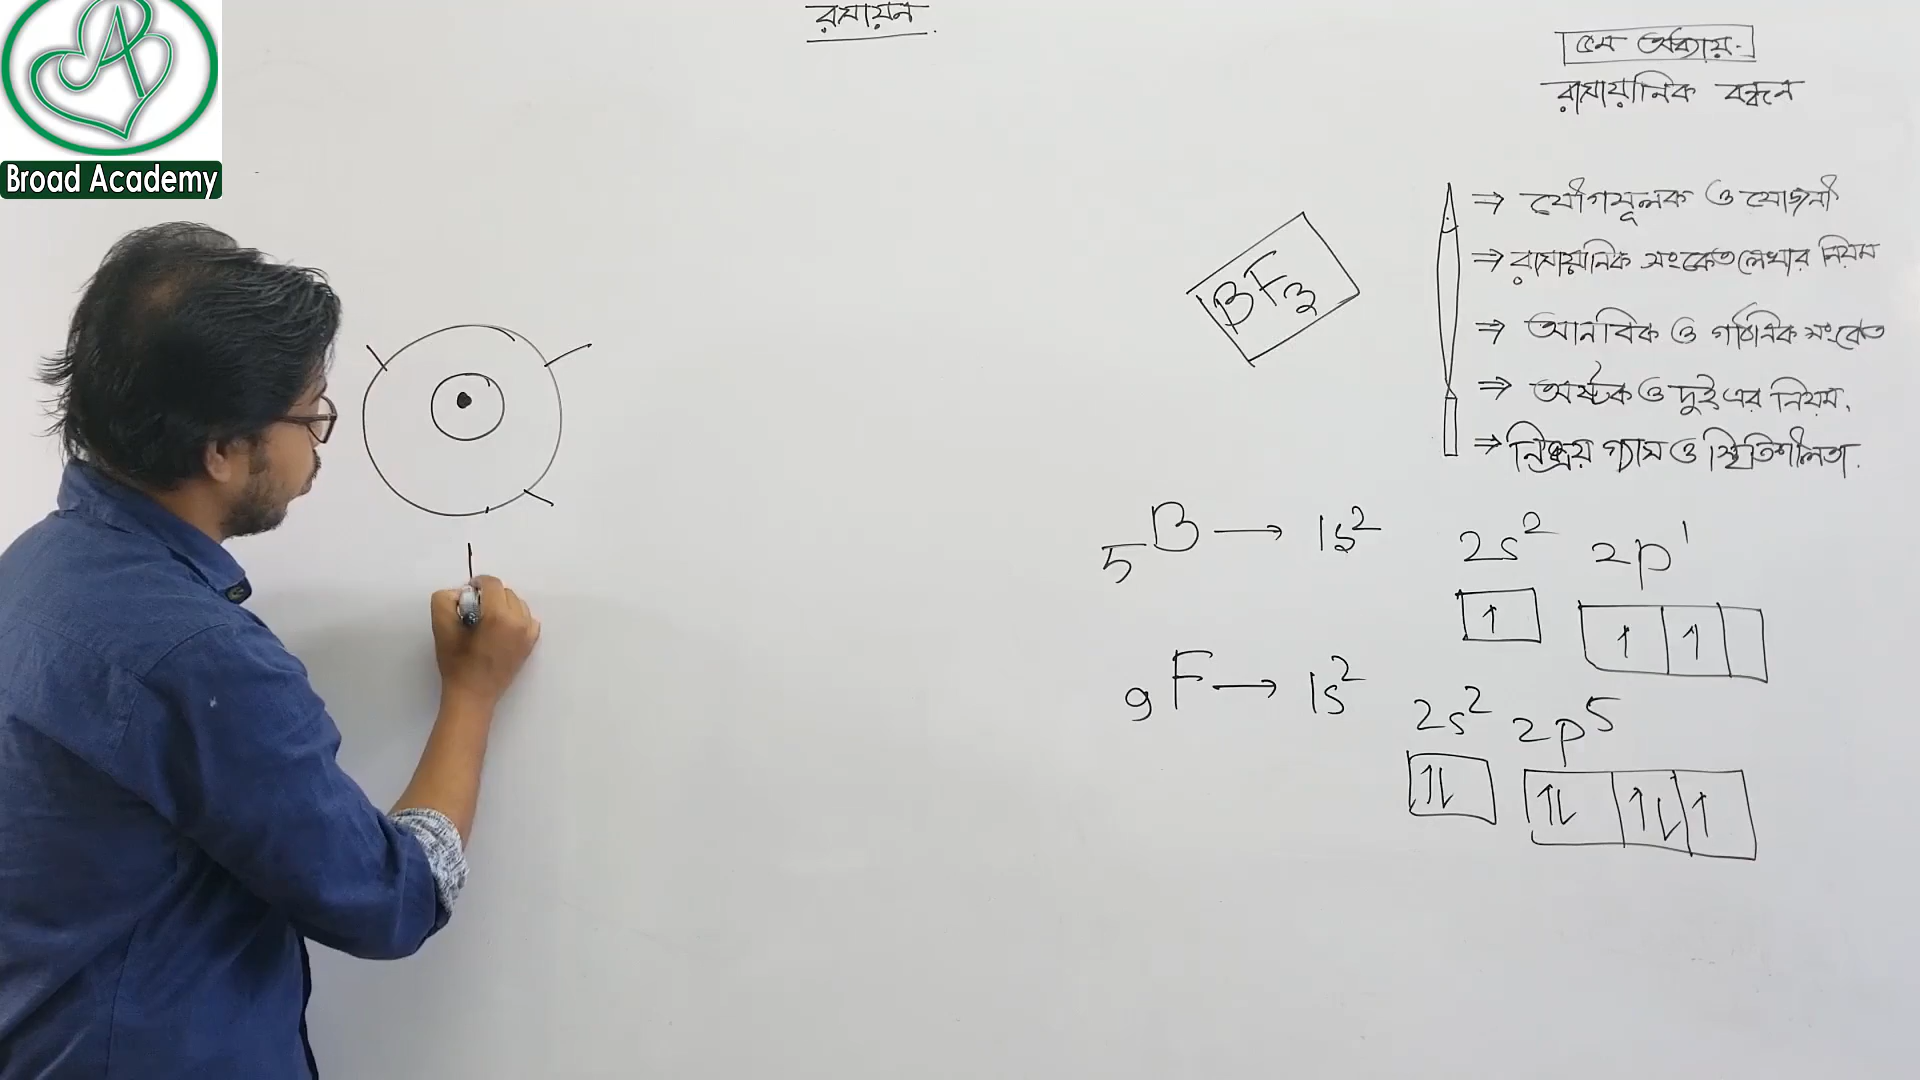 Broad Academy
রসায়ন
৫ম অধ্যায়.
রাসায়নিক বন্ধন
⇒ যৌগমূলক ও যোজনী
⇒ রাসায়নিক সংকেত লেখার নিয়ম
⇒ আনবিক ও গাঠনিক সংকেত
⇒ অষ্টক ও দুই এর নিয়ম.
⇒ নিষ্ক্রিয় গ্যাস ও স্থিতিশীলতা.
BF₃
₅B → 1s² 2s² 2p¹
↑ ↑ ↑
₉F → 1s² 2s² 2p⁵
↑↓ ↑↓ ↑↓ ↑